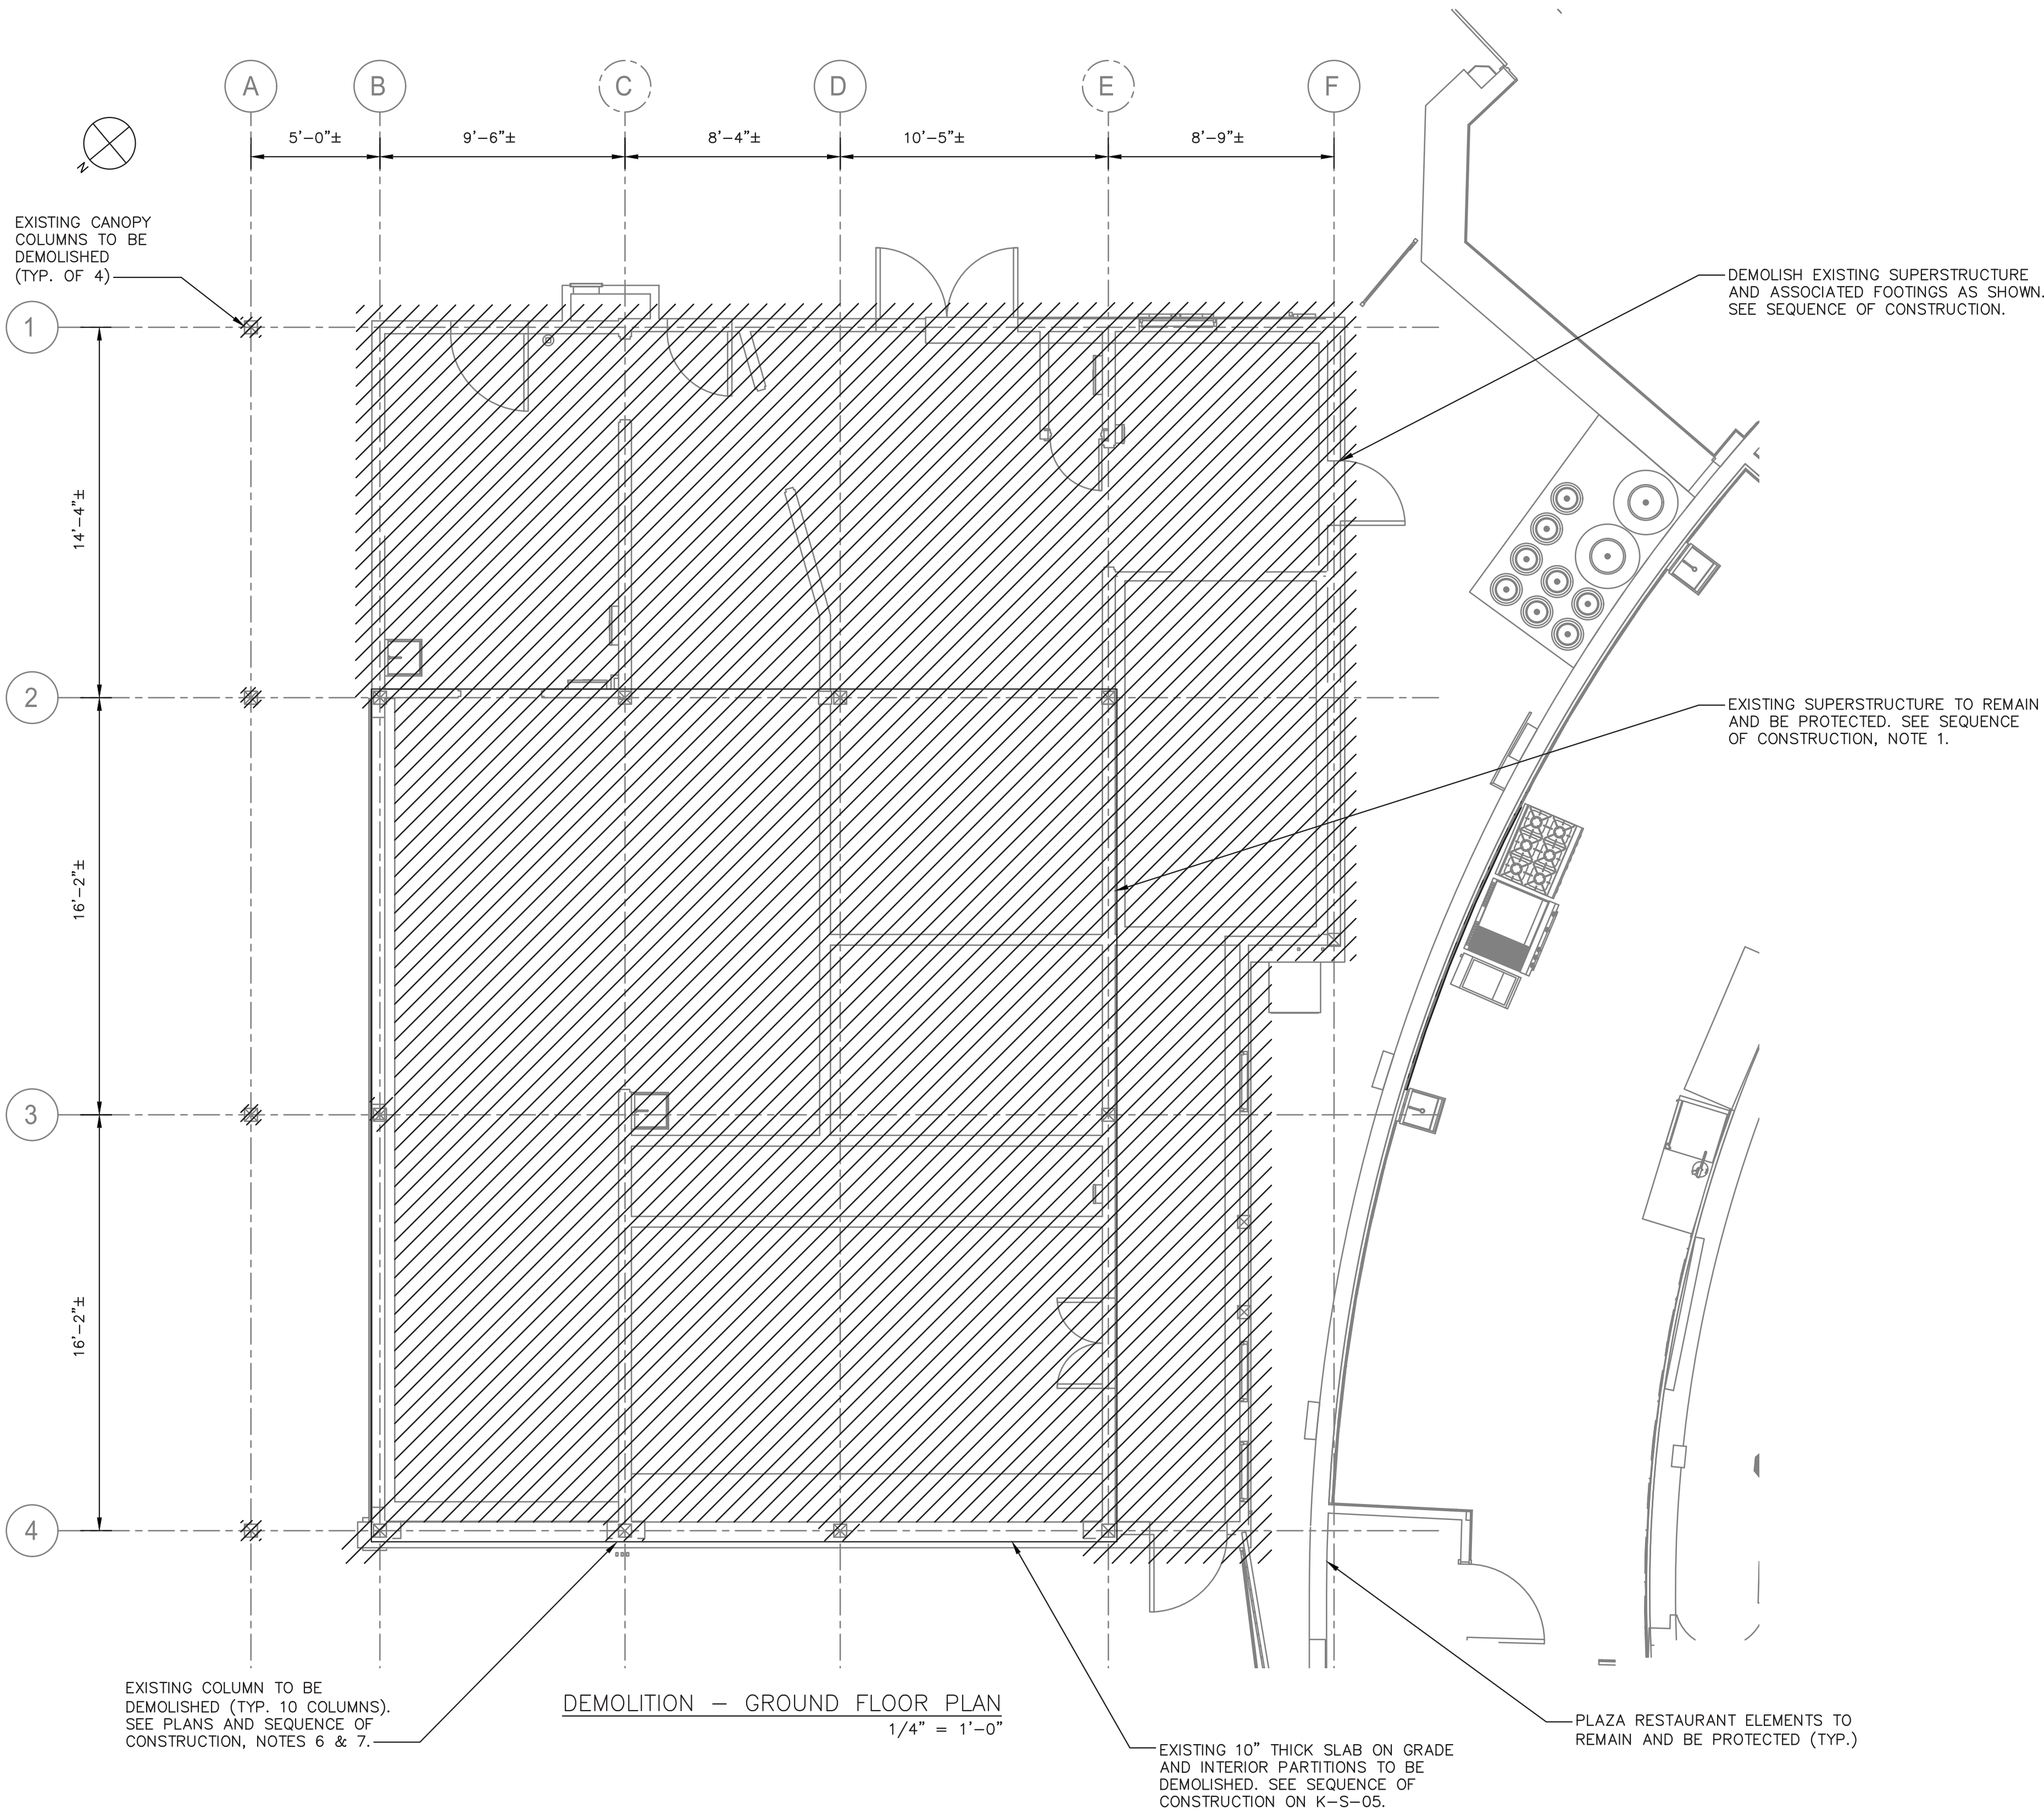 A
B
C
D
E
F
5'-0"±
9'-6"±
8'-4"±
10'-5"±
8'-9"±
N
EXISTING CANOPY
COLUMNS TO BE
DEMOLISHED
(TYP. OF 4)
1
DEMOLISH EXISTING SUPERSTRUCTURE
AND ASSOCIATED FOOTINGS AS SHOWN.
SEE SEQUENCE OF CONSTRUCTION.
14'-4"±
2
EXISTING SUPERSTRUCTURE TO REMAIN
AND BE PROTECTED. SEE SEQUENCE
OF CONSTRUCTION, NOTE 1.
16'-2"±
3
16'-2"±
4
EXISTING COLUMN TO BE
DEMOLISHED (TYP. 10 COLUMNS).
SEE PLANS AND SEQUENCE OF
CONSTRUCTION, NOTES 6 & 7.
DEMOLITION – GROUND FLOOR PLAN
1/4" = 1'-0"
EXISTING 10" THICK SLAB ON GRADE
AND INTERIOR PARTITIONS TO BE
DEMOLISHED. SEE SEQUENCE OF
CONSTRUCTION ON K-S-05.
PLAZA RESTAURANT ELEMENTS TO
REMAIN AND BE PROTECTED (TYP.)